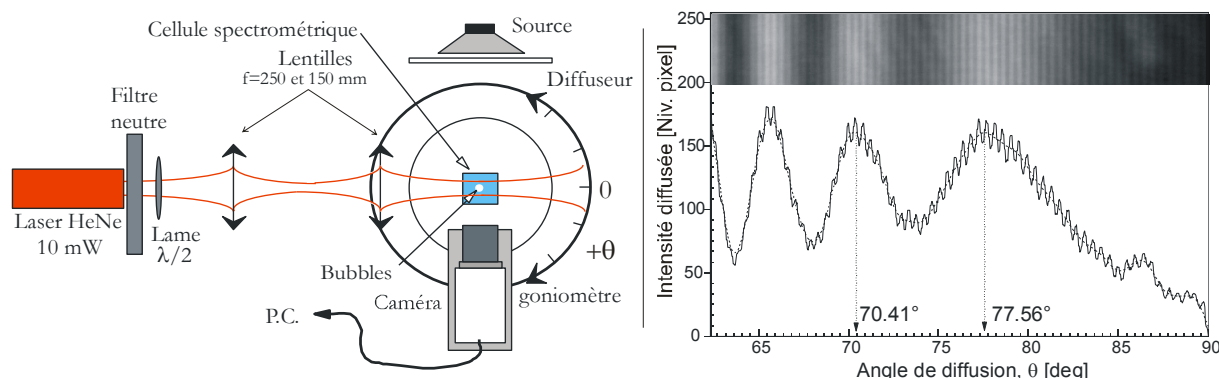 Cellule spectrométrique
Source
Lentilles
f=250 et 150 mm
Diffuseur
Filtre
neutre
0
Laser HeNe
10 mW
Lame
λ/2
+θ
Bubbles
Caméra
goniomètre
P.C.
Intensité diffusée [Niv. pixel]
250
200
150
100
50
0
70.41°
77.56°
65
70
75
80
85
90
Angle de diffusion, θ [deg]